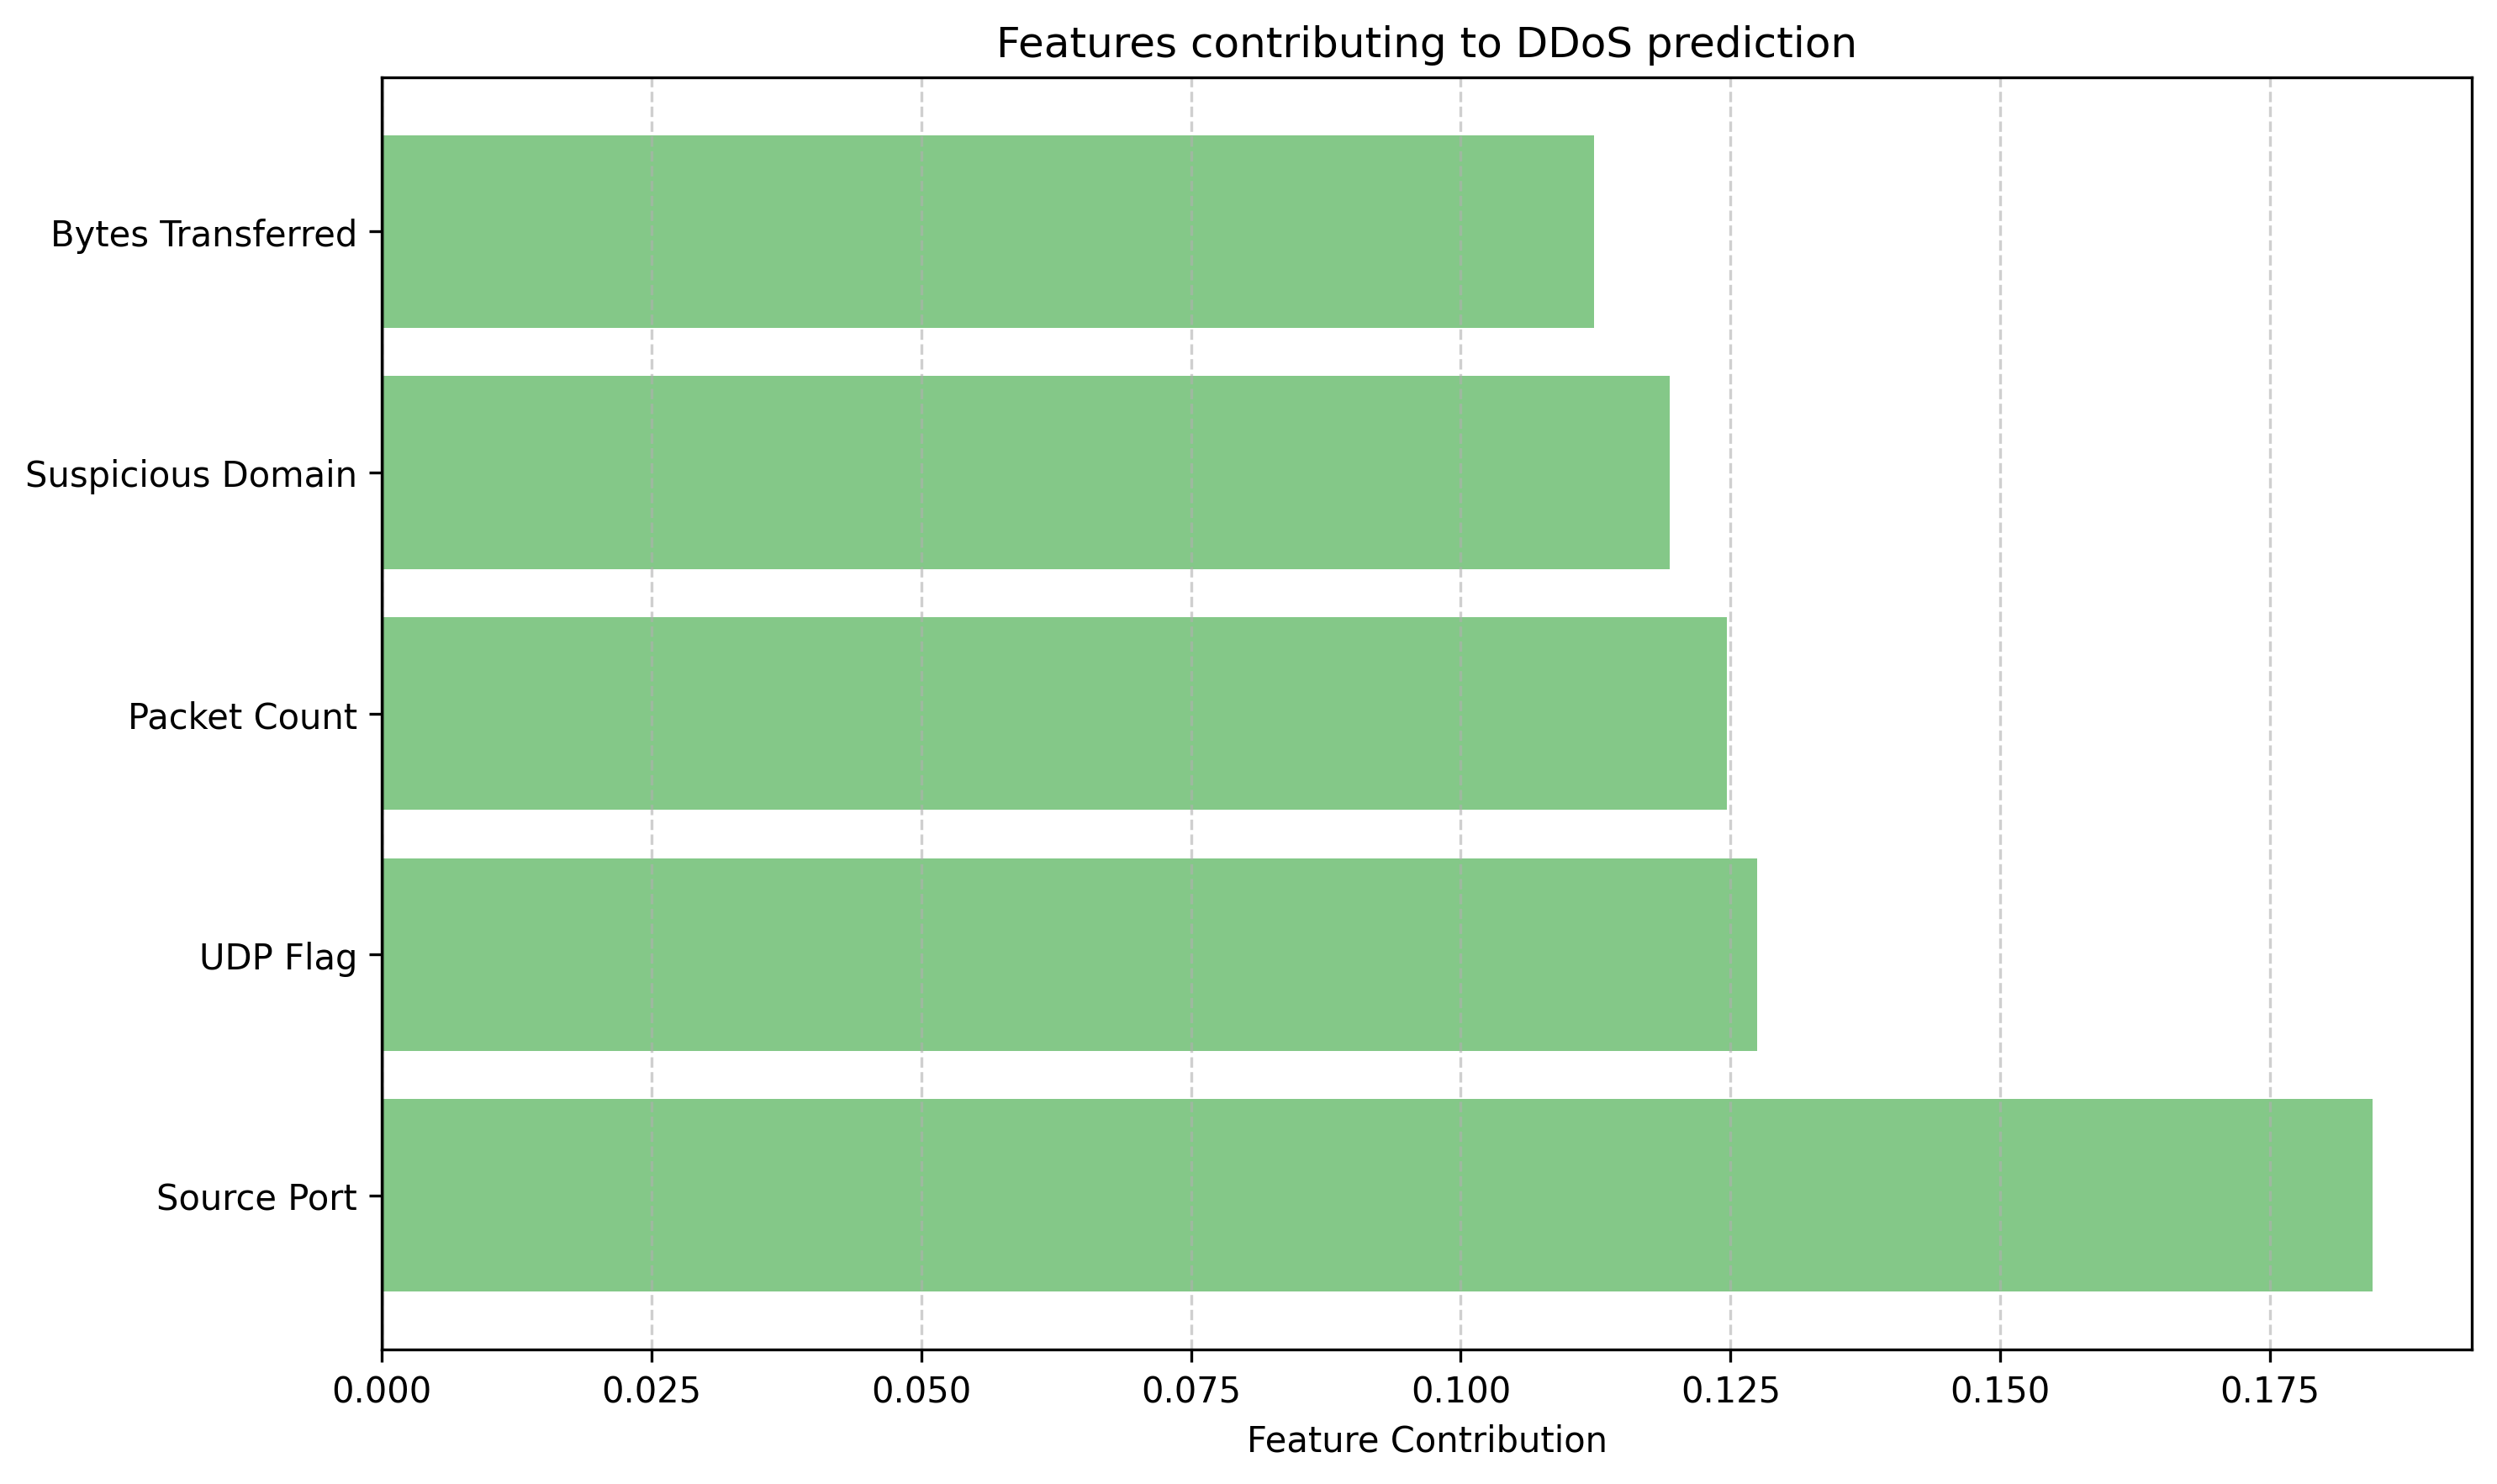 Features contributing to DDoS prediction
Bytes Transferred
Suspicious Domain
Packet Count
UDP Flag
Source Port
0.000 0.025 0.050 0.075 0.100 0.125 0.150 0.175
Feature Contribution